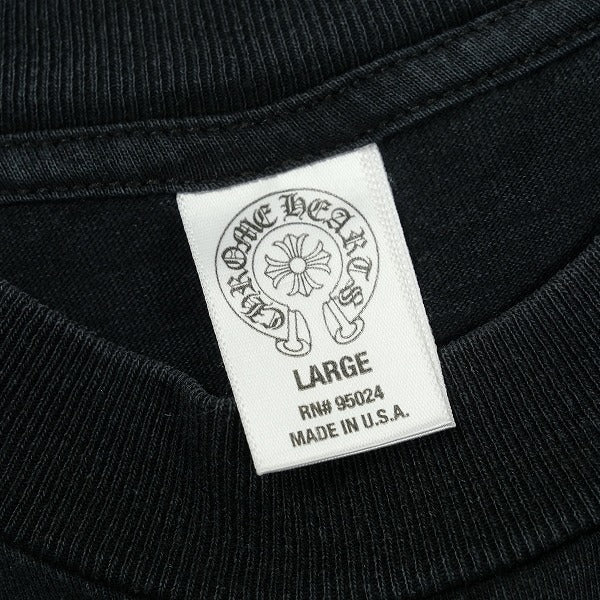 CHROME HEARTS
LARGE
RN# 95024
MADE IN U.S.A.